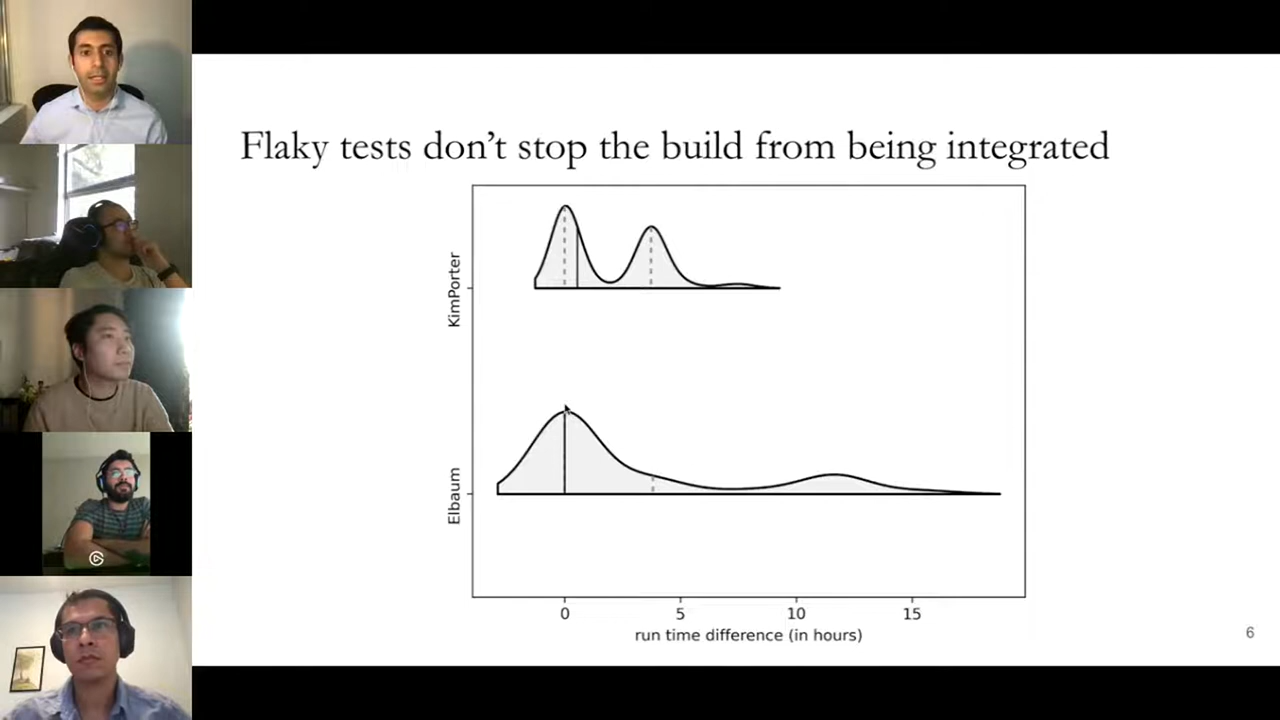 Flaky tests don't stop the build from being integrated
KimPorter
Elbaum
0 5 10 15
run time difference (in hours)
6